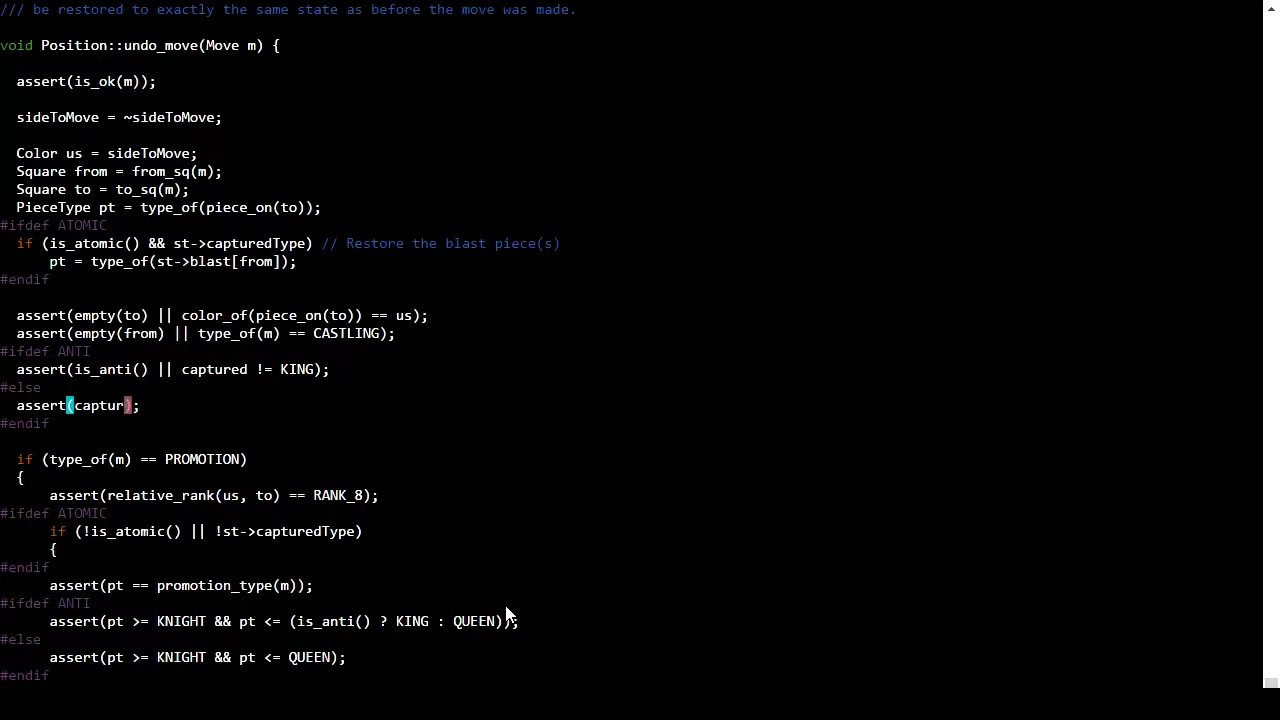 /// be restored to exactly the same state as before the move was made.
void Position::undo_move(Move m) {
assert(is_ok(m));
sideToMove = ~sideToMove;
Color us = sideToMove;
Square from = from_sq(m);
Square to = to_sq(m);
PieceType pt = type_of(piece_on(to));
#ifdef ATOMIC
if (is_atomic() && st->capturedType) // Restore the blast piece(s)
pt = type_of(st->blast[from]);
#endif
assert(empty(to) || color_of(piece_on(to)) == us);
assert(empty(from) || type_of(m) == CASTLING);
#ifdef ANTI
assert(is_anti() || captured != KING);
#else
assert(captur);
#endif
if (type_of(m) == PROMOTION)
{
assert(relative_rank(us, to) == RANK_8);
#ifdef ATOMIC
if (!is_atomic() || !st->capturedType)
{
#endif
assert(pt == promotion_type(m));
#ifdef ANTI
assert(pt >= KNIGHT && pt <= (is_anti() ? KING : QUEEN));
#else
assert(pt >= KNIGHT && pt <= QUEEN);
#endif